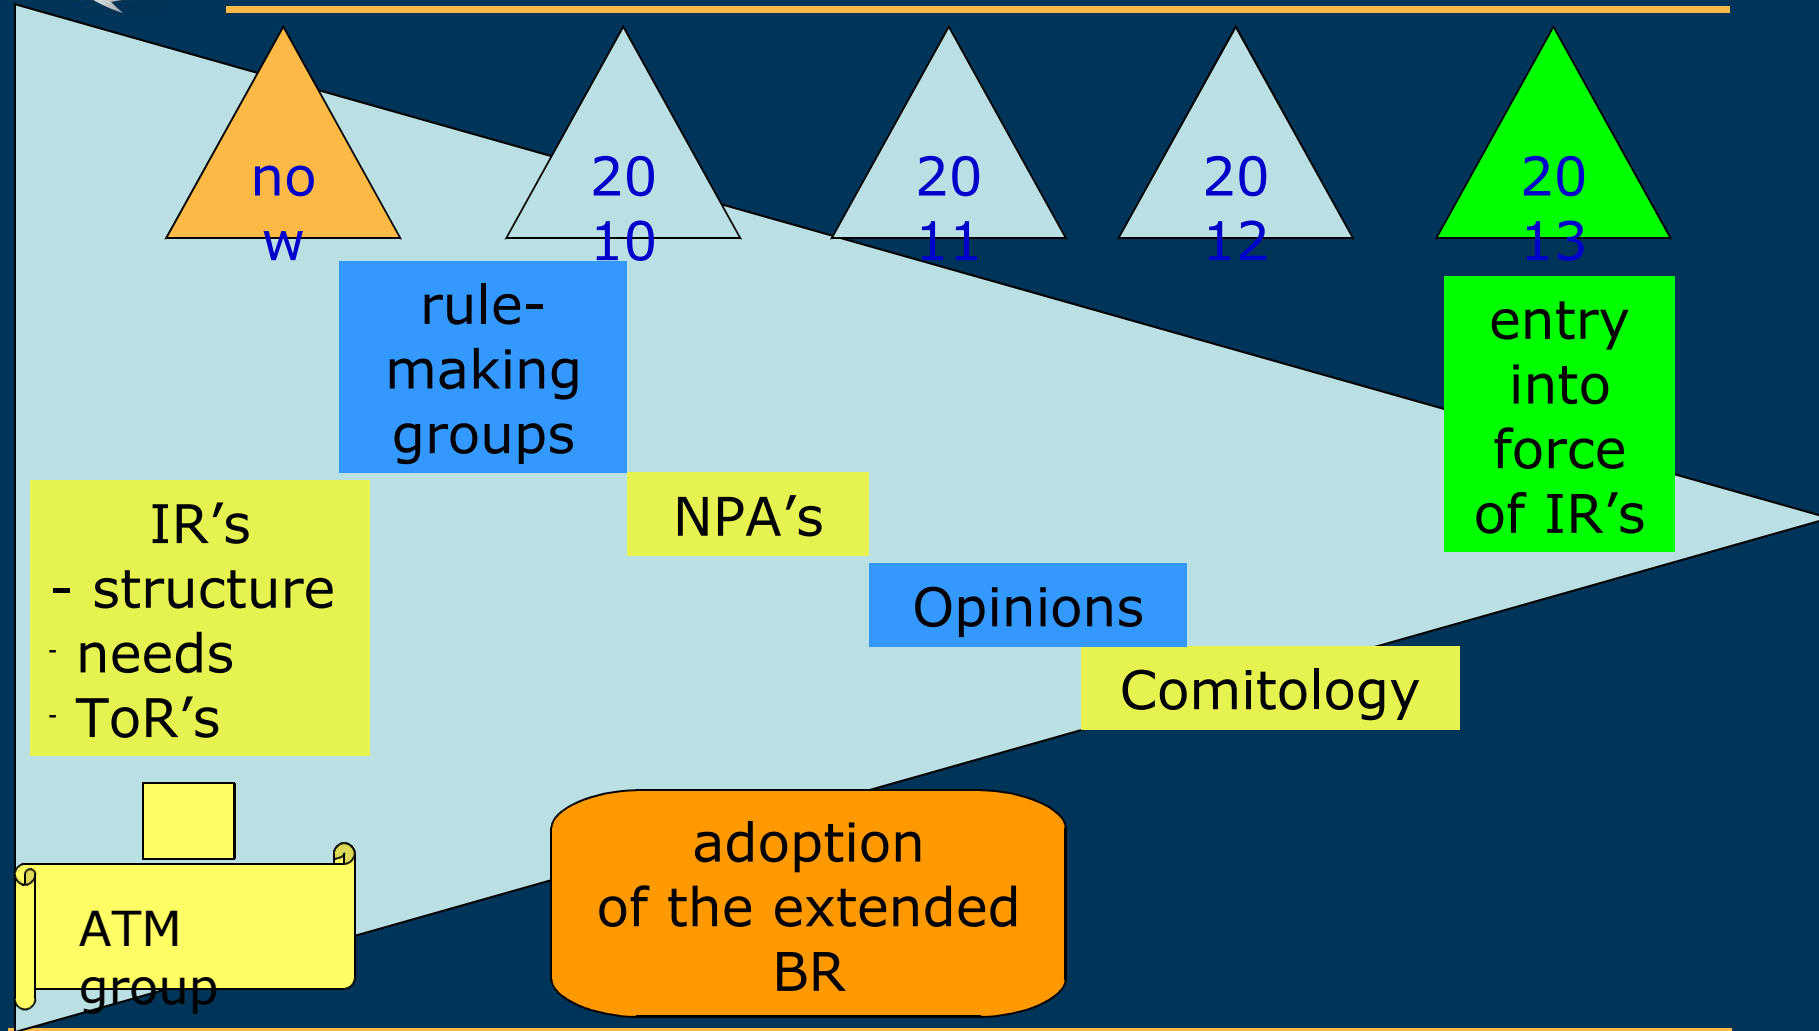 no
w
20
10
20
11
20
12
20
13
rule-
making
groups
entry
into
force
of IR’s
NPA’s
IR’s
- structure
- needs
- ToR’s
Opinions
Comitology
adoption
of the extended
BR
ATM
group